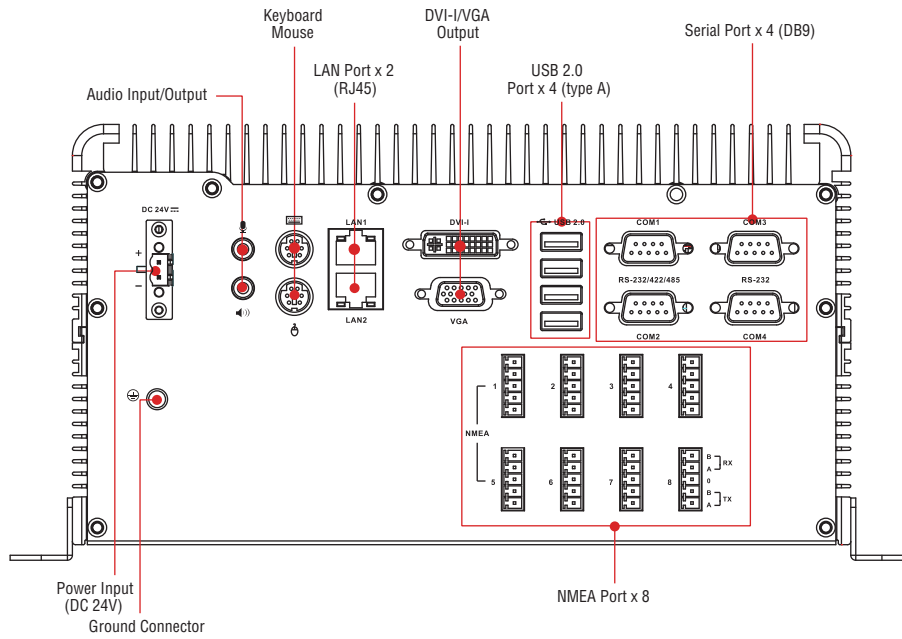 Keyboard
Mouse
DVI-I/VGA
Output
Serial Port x 4 (DB9)
LAN Port x 2
(RJ45)
USB 2.0
Port x 4 (type A)
Audio Input/Output
DC 24V
+
−
LAN1
LAN2
DVI-I
VGA
USB 2.0
COM1
COM3
RS-232/422/485
RS-232
COM2
COM4
1
2
3
4
NMEA
5
6
7
8
B
A
RX
0
B
A
TX
Power Input
(DC 24V)
Ground Connector
NMEA Port x 8